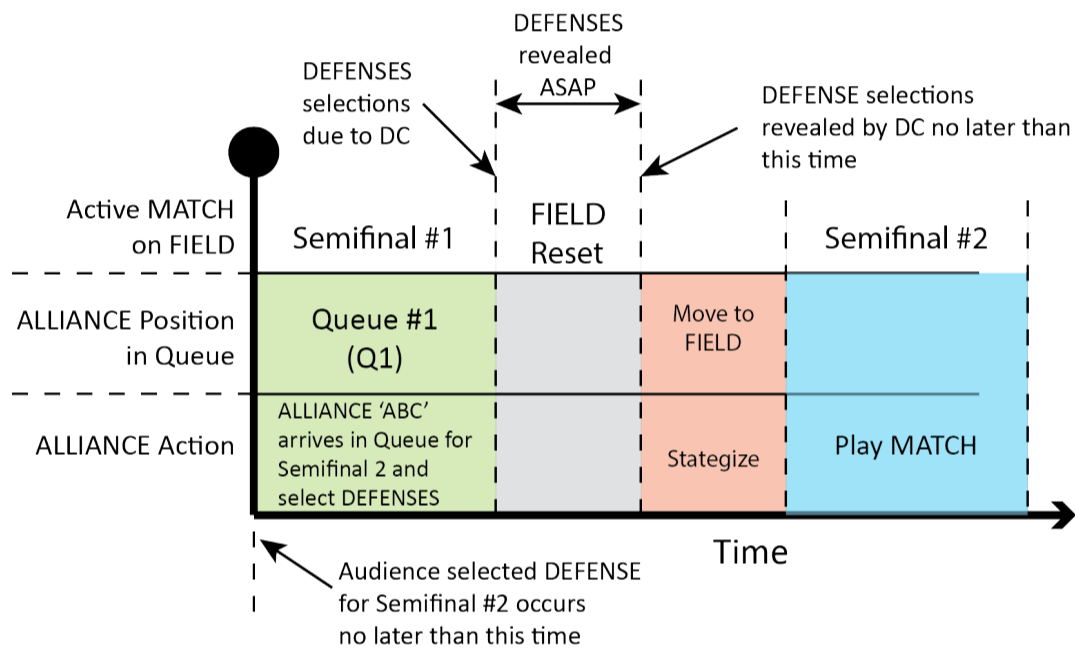 DEFENSES
revealed
ASAP
DEFENSES
selections
due to DC
DEFENSE selections
revealed by DC no later than
this time
Active MATCH
on FIELD
Semifinal #1
FIELD
Reset
Semifinal #2
ALLIANCE Position
in Queue
Queue #1
(Q1)
Move to
FIELD
ALLIANCE Action
ALLIANCE ‘ABC’
arrives in Queue for
Semifinal 2 and
select DEFENSES
Stategize
Play MATCH
Time
Audience selected DEFENSE
for Semifinal #2 occurs
no later than this time